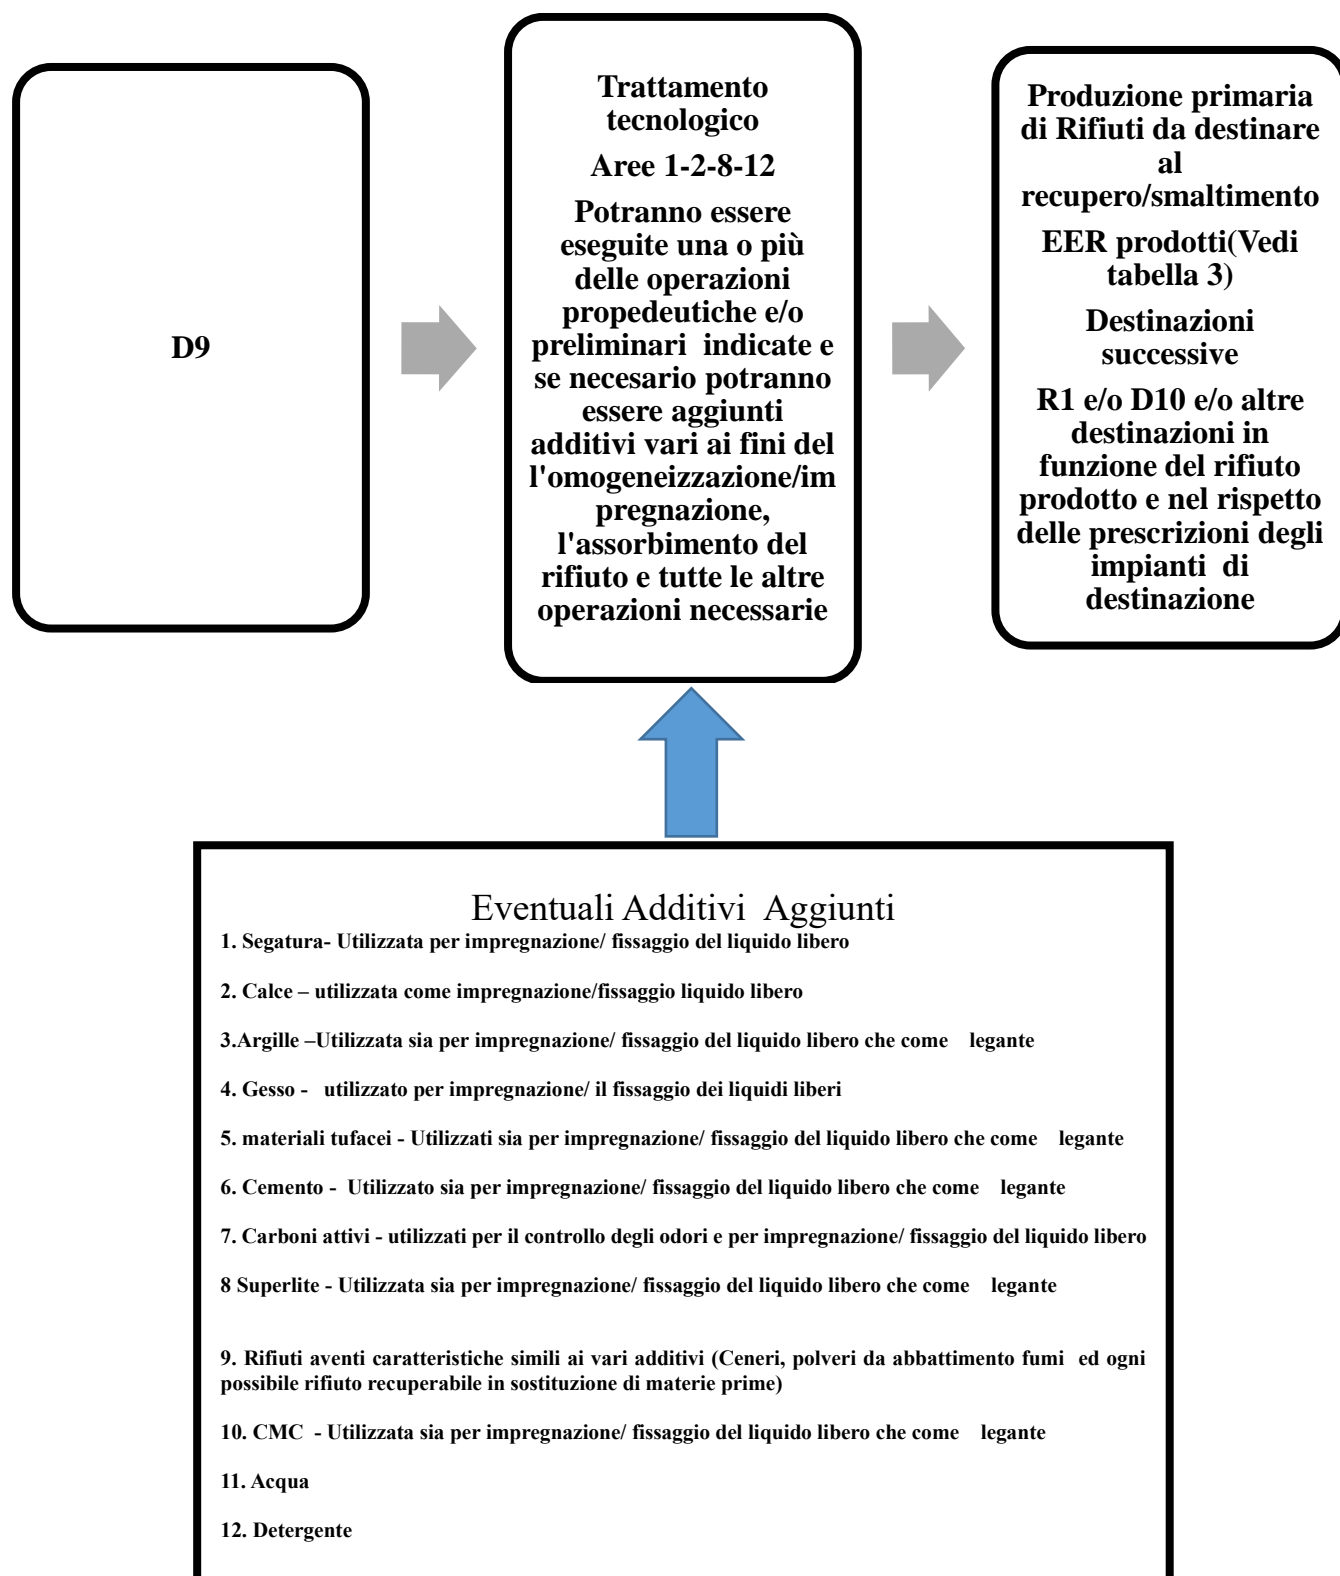 D9
Trattamento
tecnologico
Aree 1-2-8-12
Potranno essere
eseguite una o più
delle operazioni
propedeutiche e/o
preliminari  indicate e
se necesario potranno
essere aggiunti
additivi vari ai fini del
l'omogeneizzazione/im
pregnazione,
l'assorbimento del
rifiuto e tutte le altre
operazioni necessarie
Produzione primaria
di Rifiuti da destinare
al
recupero/smaltimento
EER prodotti(Vedi
tabella 3)
Destinazioni
successive
R1 e/o D10 e/o altre
destinazioni in
funzione del rifiuto
prodotto e nel rispetto
delle prescrizioni degli
impianti  di
destinazione
Eventuali Additivi  Aggiunti
1. Segatura- Utilizzata per impregnazione/ fissaggio del liquido libero
2. Calce – utilizzata come impregnazione/fissaggio liquido libero
3.Argille –Utilizzata sia per impregnazione/ fissaggio del liquido libero che come    legante
4. Gesso -   utilizzato per impregnazione/ il fissaggio dei liquidi liberi
5. materiali tufacei - Utilizzati sia per impregnazione/ fissaggio del liquido libero che come    legante
6. Cemento -  Utilizzato sia per impregnazione/ fissaggio del liquido libero che come    legante
7. Carboni attivi - utilizzati per il controllo degli odori e per impregnazione/ fissaggio del liquido libero
8 Superlite - Utilizzata sia per impregnazione/ fissaggio del liquido libero che come    legante
9. Rifiuti aventi caratteristiche simili ai vari additivi (Ceneri, polveri da abbattimento fumi  ed ogni
possibile rifiuto recuperabile in sostituzione di materie prime)
10. CMC  - Utilizzata sia per impregnazione/ fissaggio del liquido libero che come    legante
11. Acqua
12. Detergente